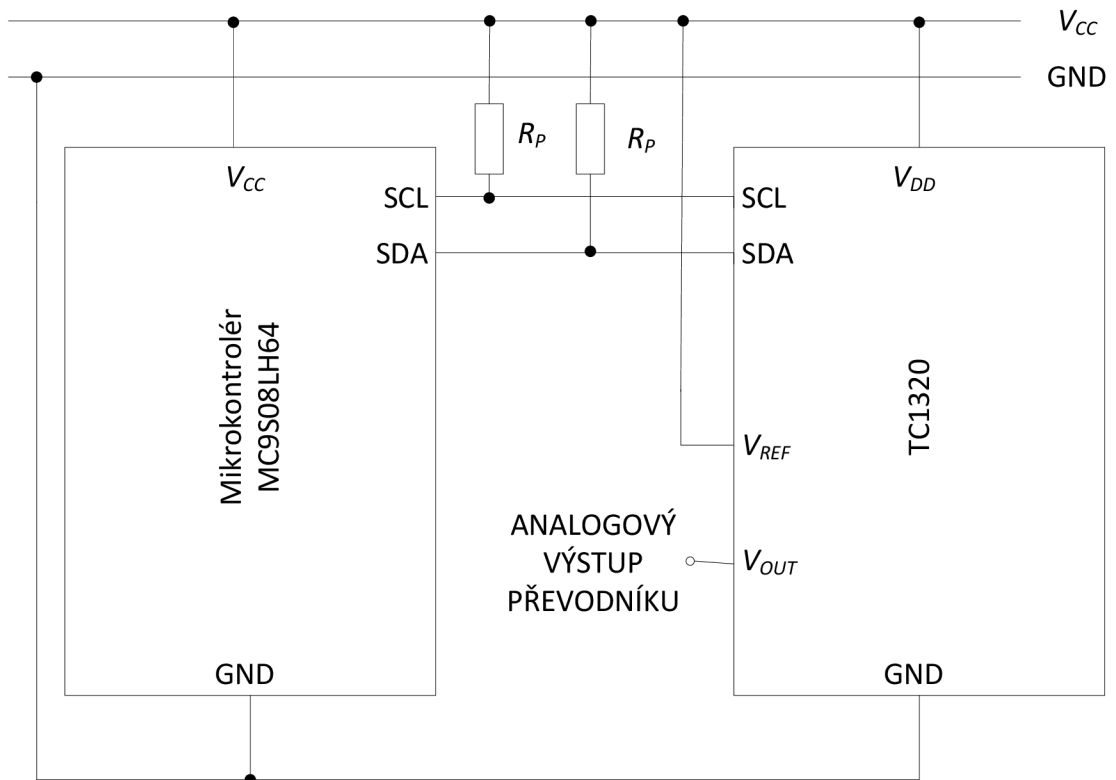 VCC
GND
RP
RP
VCC
SCL
SDA
Mikrokontrolér
MC9S08LH64
GND
VDD
SCL
SDA
TC1320
VREF
ANALOGOVÝ
VÝSTUP
PŘEVODNÍKU
VOUT
GND